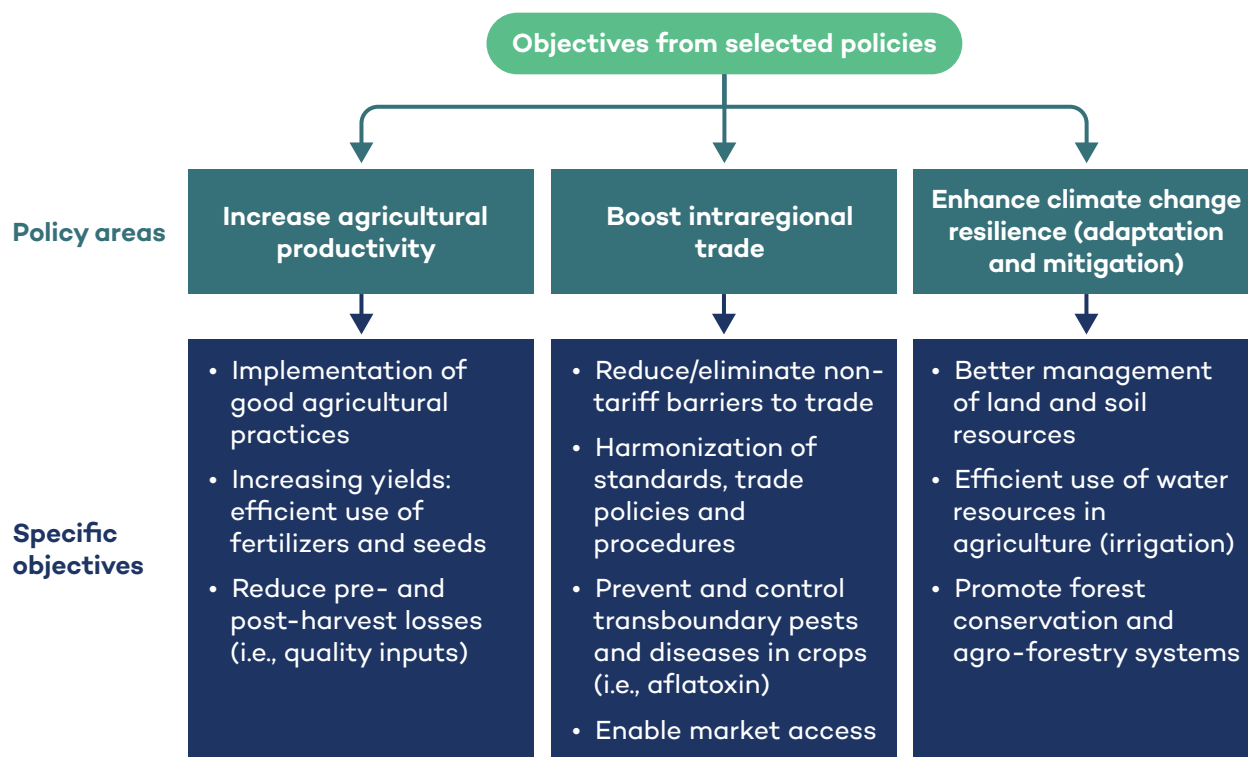 Objectives from selected policies
Policy areas
Increase agricultural
productivity
Boost intraregional
trade
Enhance climate change
resilience (adaptation
and mitigation)
Specific
objectives
• Implementation of
good agricultural
practices
• Increasing yields:
efficient use of
fertilizers and seeds
• Reduce pre- and
post-harvest losses
(i.e., quality inputs)
• Reduce/eliminate non-
tariff barriers to trade
• Harmonization of
standards, trade
policies and
procedures
• Prevent and control
transboundary pests
and diseases in crops
(i.e., aflatoxin)
• Enable market access
• Better management
of land and soil
resources
• Efficient use of water
resources in
agriculture (irrigation)
• Promote forest
conservation and
agro-forestry systems